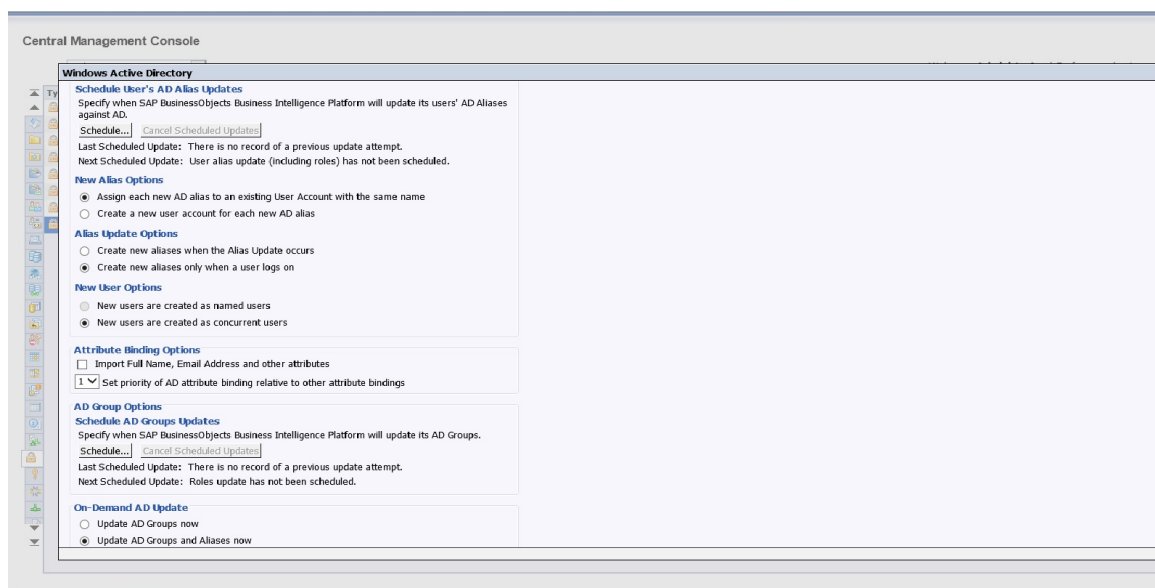 Central Management Console
Windows Active Directory
Ty
Schedule User's AD Alias Updates
Specify when SAP BusinessObjects Business Intelligence Platform will update its users' AD Aliases
against AD.
Schedule... Cancel Scheduled Updates
Last Scheduled Update: There is no record of a previous update attempt.
Next Scheduled Update: User alias update (including roles) has not been scheduled.
New Alias Options
Assign each new AD alias to an existing User Account with the same name
Create a new user account for each new AD alias
Alias Update Options
Create new aliases when the Alias Update occurs
Create new aliases only when a user logs on
New User Options
New users are created as named users
New users are created as concurrent users
Attribute Binding Options
Import Full Name, Email Address and other attributes
1 Set priority of AD attribute binding relative to other attribute bindings
AD Group Options
Schedule AD Groups Updates
Specify when SAP BusinessObjects Business Intelligence Platform will update its AD Groups.
Schedule... Cancel Scheduled Updates
Last Scheduled Update: There is no record of a previous update attempt.
Next Scheduled Update: Roles update has not been scheduled.
On-Demand AD Update
Update AD Groups now
Update AD Groups and Aliases now